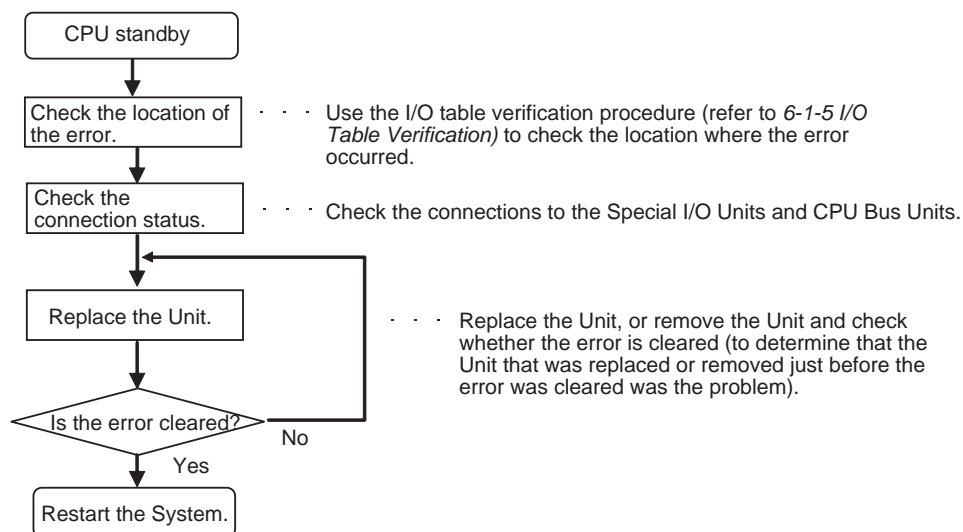 CPU standby
Check the location of
the error.
Use the I/O table verification procedure (refer to 6-1-5 I/O
Table Verification) to check the location where the error
occurred.
Check the
connection status.
Check the connections to the Special I/O Units and CPU Bus Units.
Replace the Unit.
Replace the Unit, or remove the Unit and check
whether the error is cleared (to determine that the
Unit that was replaced or removed just before the
error was cleared was the problem).
Is the error cleared?
No
Yes
Restart the System.